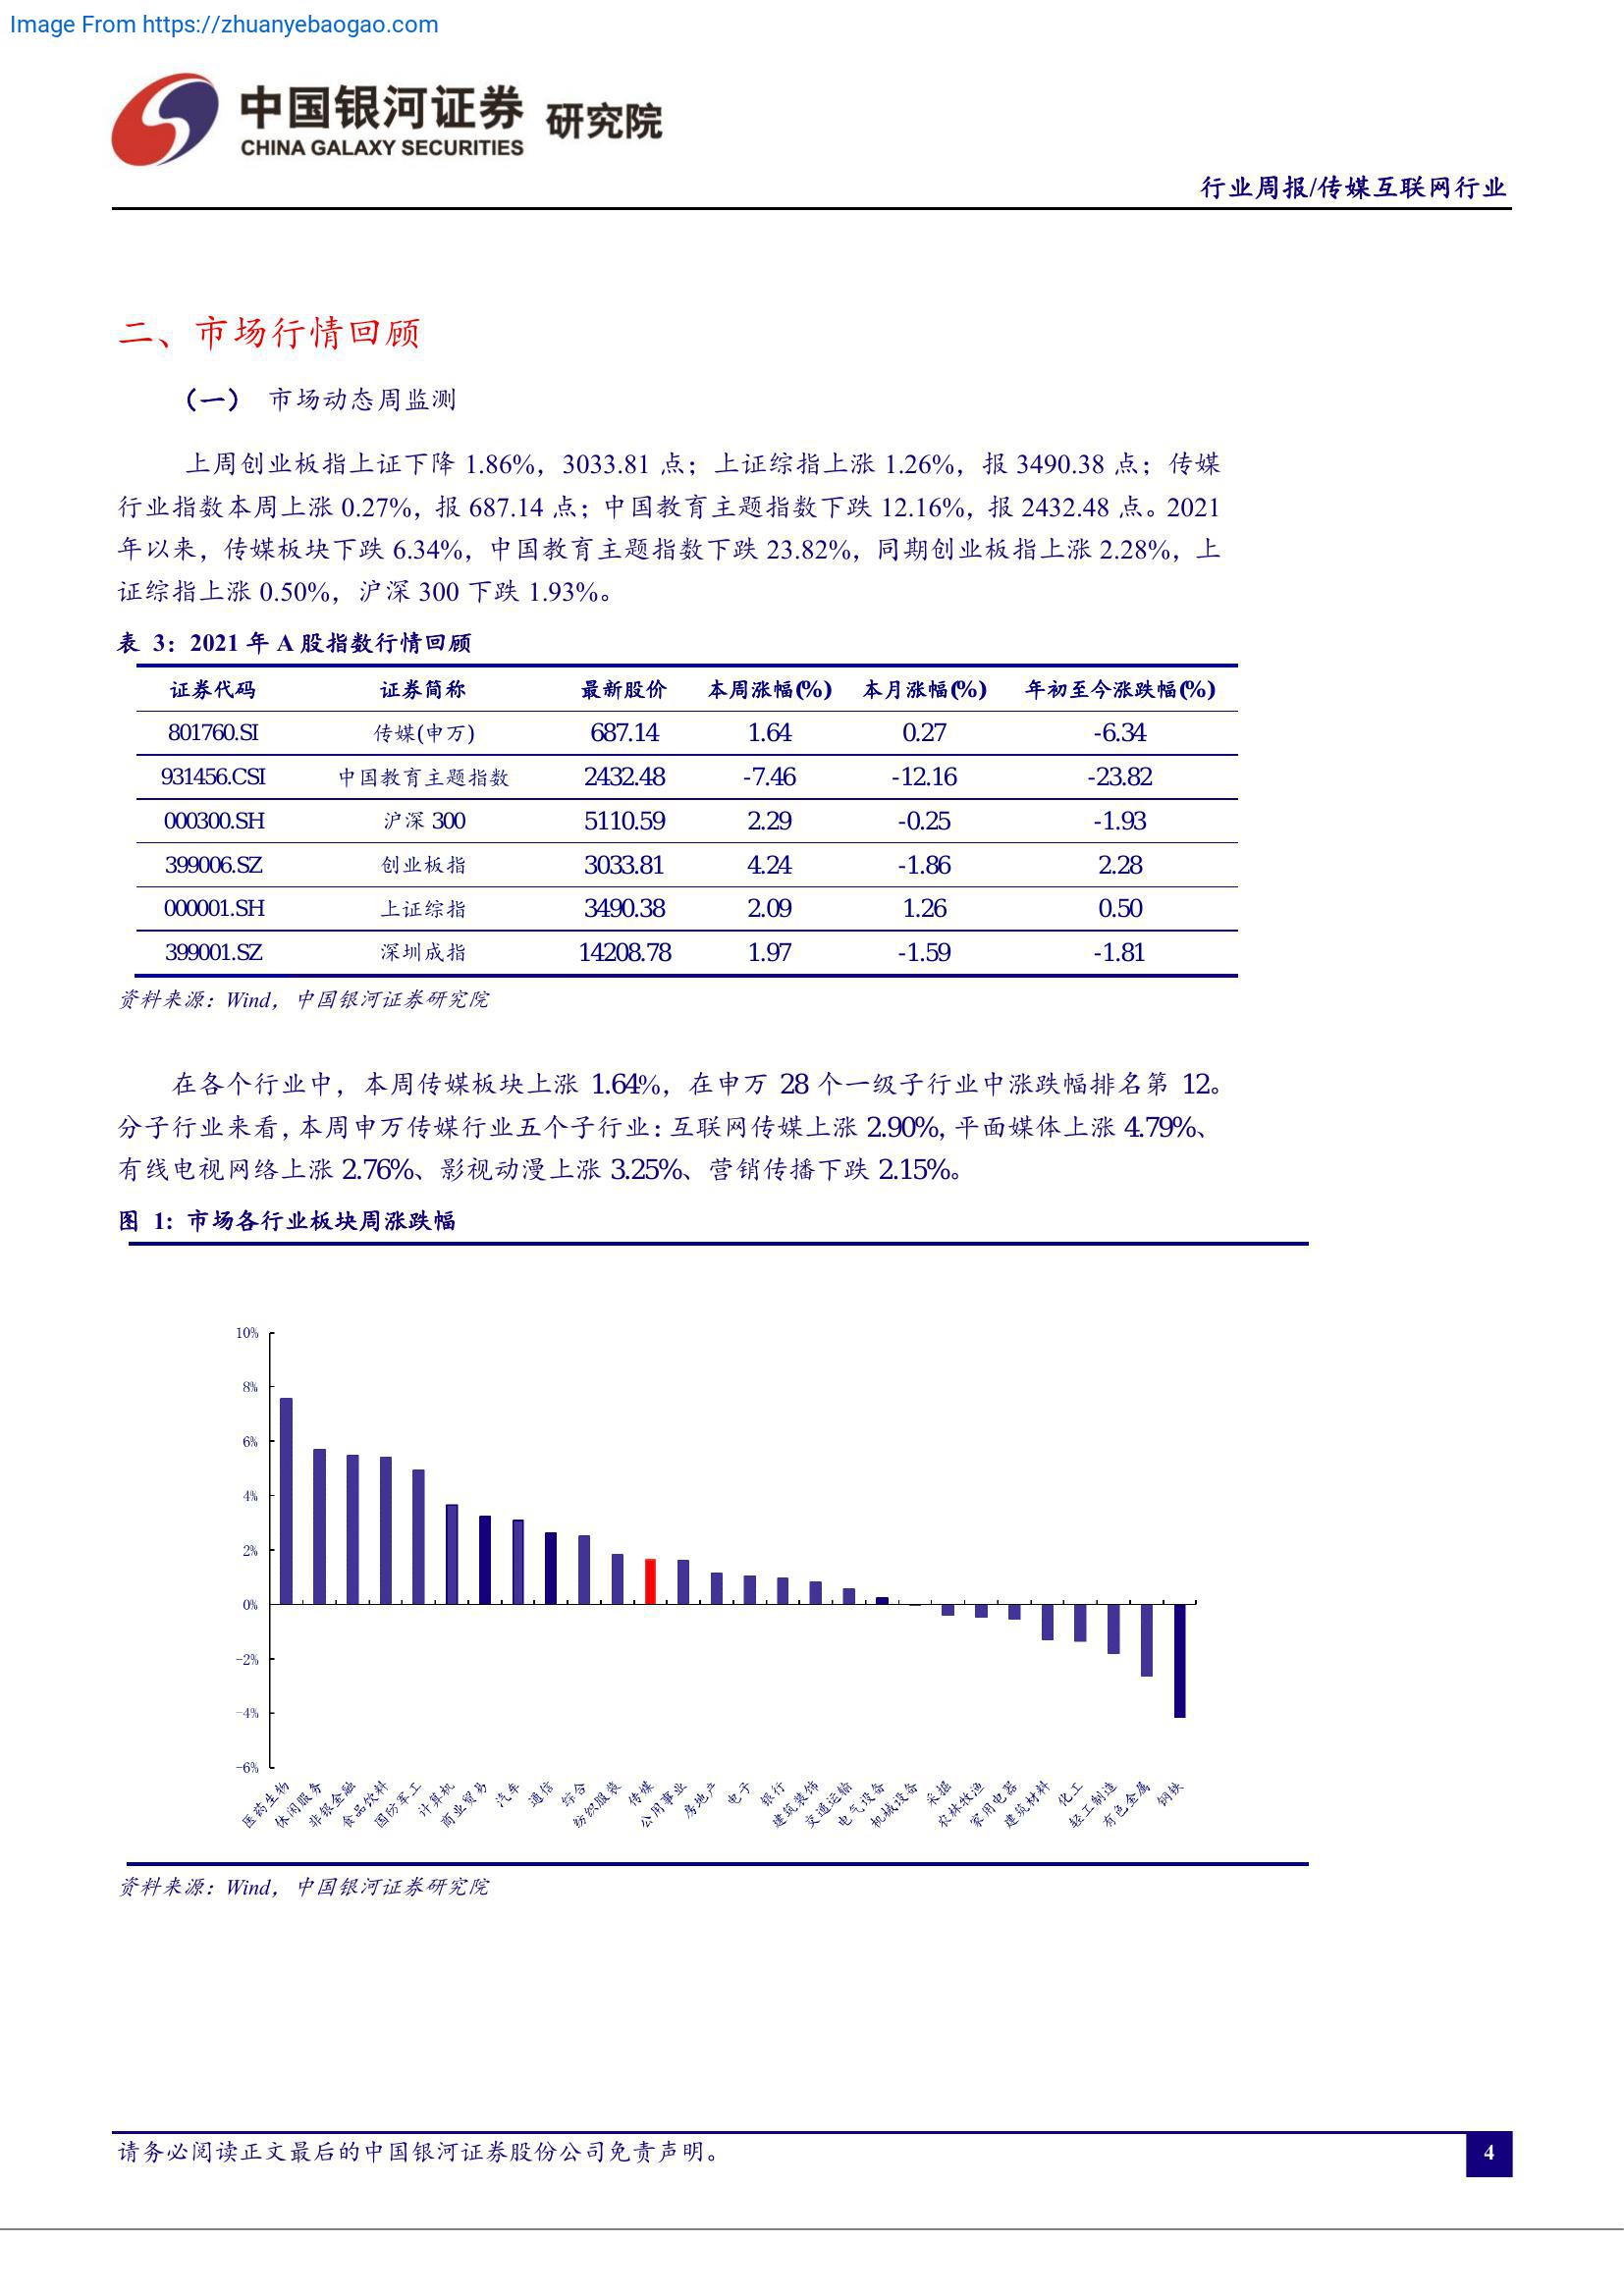 Image From https://zhuanyebaogao.com
中国银河证券 研究院
CHINA GALAXY SECURITIES
行业周报/传媒互联网行业
二、市场行情回顾
（一） 市场动态周监测
上周创业板指上证下降 1.86%，3033.81 点；上证综指上涨 1.26%，报 3490.38 点；传媒
行业指数本周上涨 0.27%，报 687.14 点；中国教育主题指数下跌 12.16%，报 2432.48 点。2021
年以来，传媒板块下跌 6.34%，中国教育主题指数下跌 23.82%，同期创业板指上涨 2.28%，上
证综指上涨 0.50%，沪深 300 下跌 1.93%。
表 3：2021 年 A 股指数行情回顾
证券代码 证券简称 最新股价 本周涨幅(%) 本月涨幅(%) 年初至今涨跌幅(%)
801760.SI 传媒(申万) 687.14 1.64 0.27 -6.34
931456.CSI 中国教育主题指数 2432.48 -7.46 -12.16 -23.82
000300.SH 沪深 300 5110.59 2.29 -0.25 -1.93
399006.SZ 创业板指 3033.81 4.24 -1.86 2.28
000001.SH 上证综指 3490.38 2.09 1.26 0.50
399001.SZ 深圳成指 14208.78 1.97 -1.59 -1.81
资料来源：Wind，中国银河证券研究院
在各个行业中，本周传媒板块上涨 1.64%，在申万 28 个一级子行业中涨跌幅排名第 12。
分子行业来看，本周申万传媒行业五个子行业：互联网传媒上涨 2.90%，平面媒体上涨 4.79%、
有线电视网络上涨 2.76%、影视动漫上涨 3.25%、营销传播下跌 2.15%。
图 1：市场各行业板块周涨跌幅
10%
8%
6%
4%
2%
0%
-2%
-4%
-6%
医药生物
休闲服务
非银金融
食品饮料
国防军工
计算机
商业贸易
汽车
通信
综合
纺织服装
传媒
公用事业
房地产
电子
银行
建筑装饰
交通运输
电气设备
机械设备
采掘
农林牧渔
家用电器
建筑材料
化工
轻工制造
有色金属
钢铁
资料来源：Wind，中国银河证券研究院
请务必阅读正文最后的中国银河证券股份公司免责声明。
4